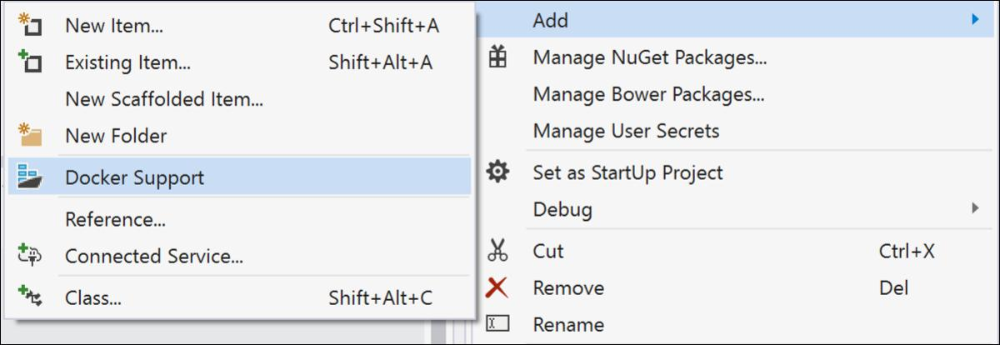 New Item... Ctrl+Shift+A
Existing Item... Shift+Alt+A
New Scaffolded Item...
New Folder
Docker Support
Reference...
Connected Service...
Class... Shift+Alt+C
Add
Manage NuGet Packages...
Manage Bower Packages...
Manage User Secrets
Set as StartUp Project
Debug
Cut Ctrl+X
Remove Del
Rename